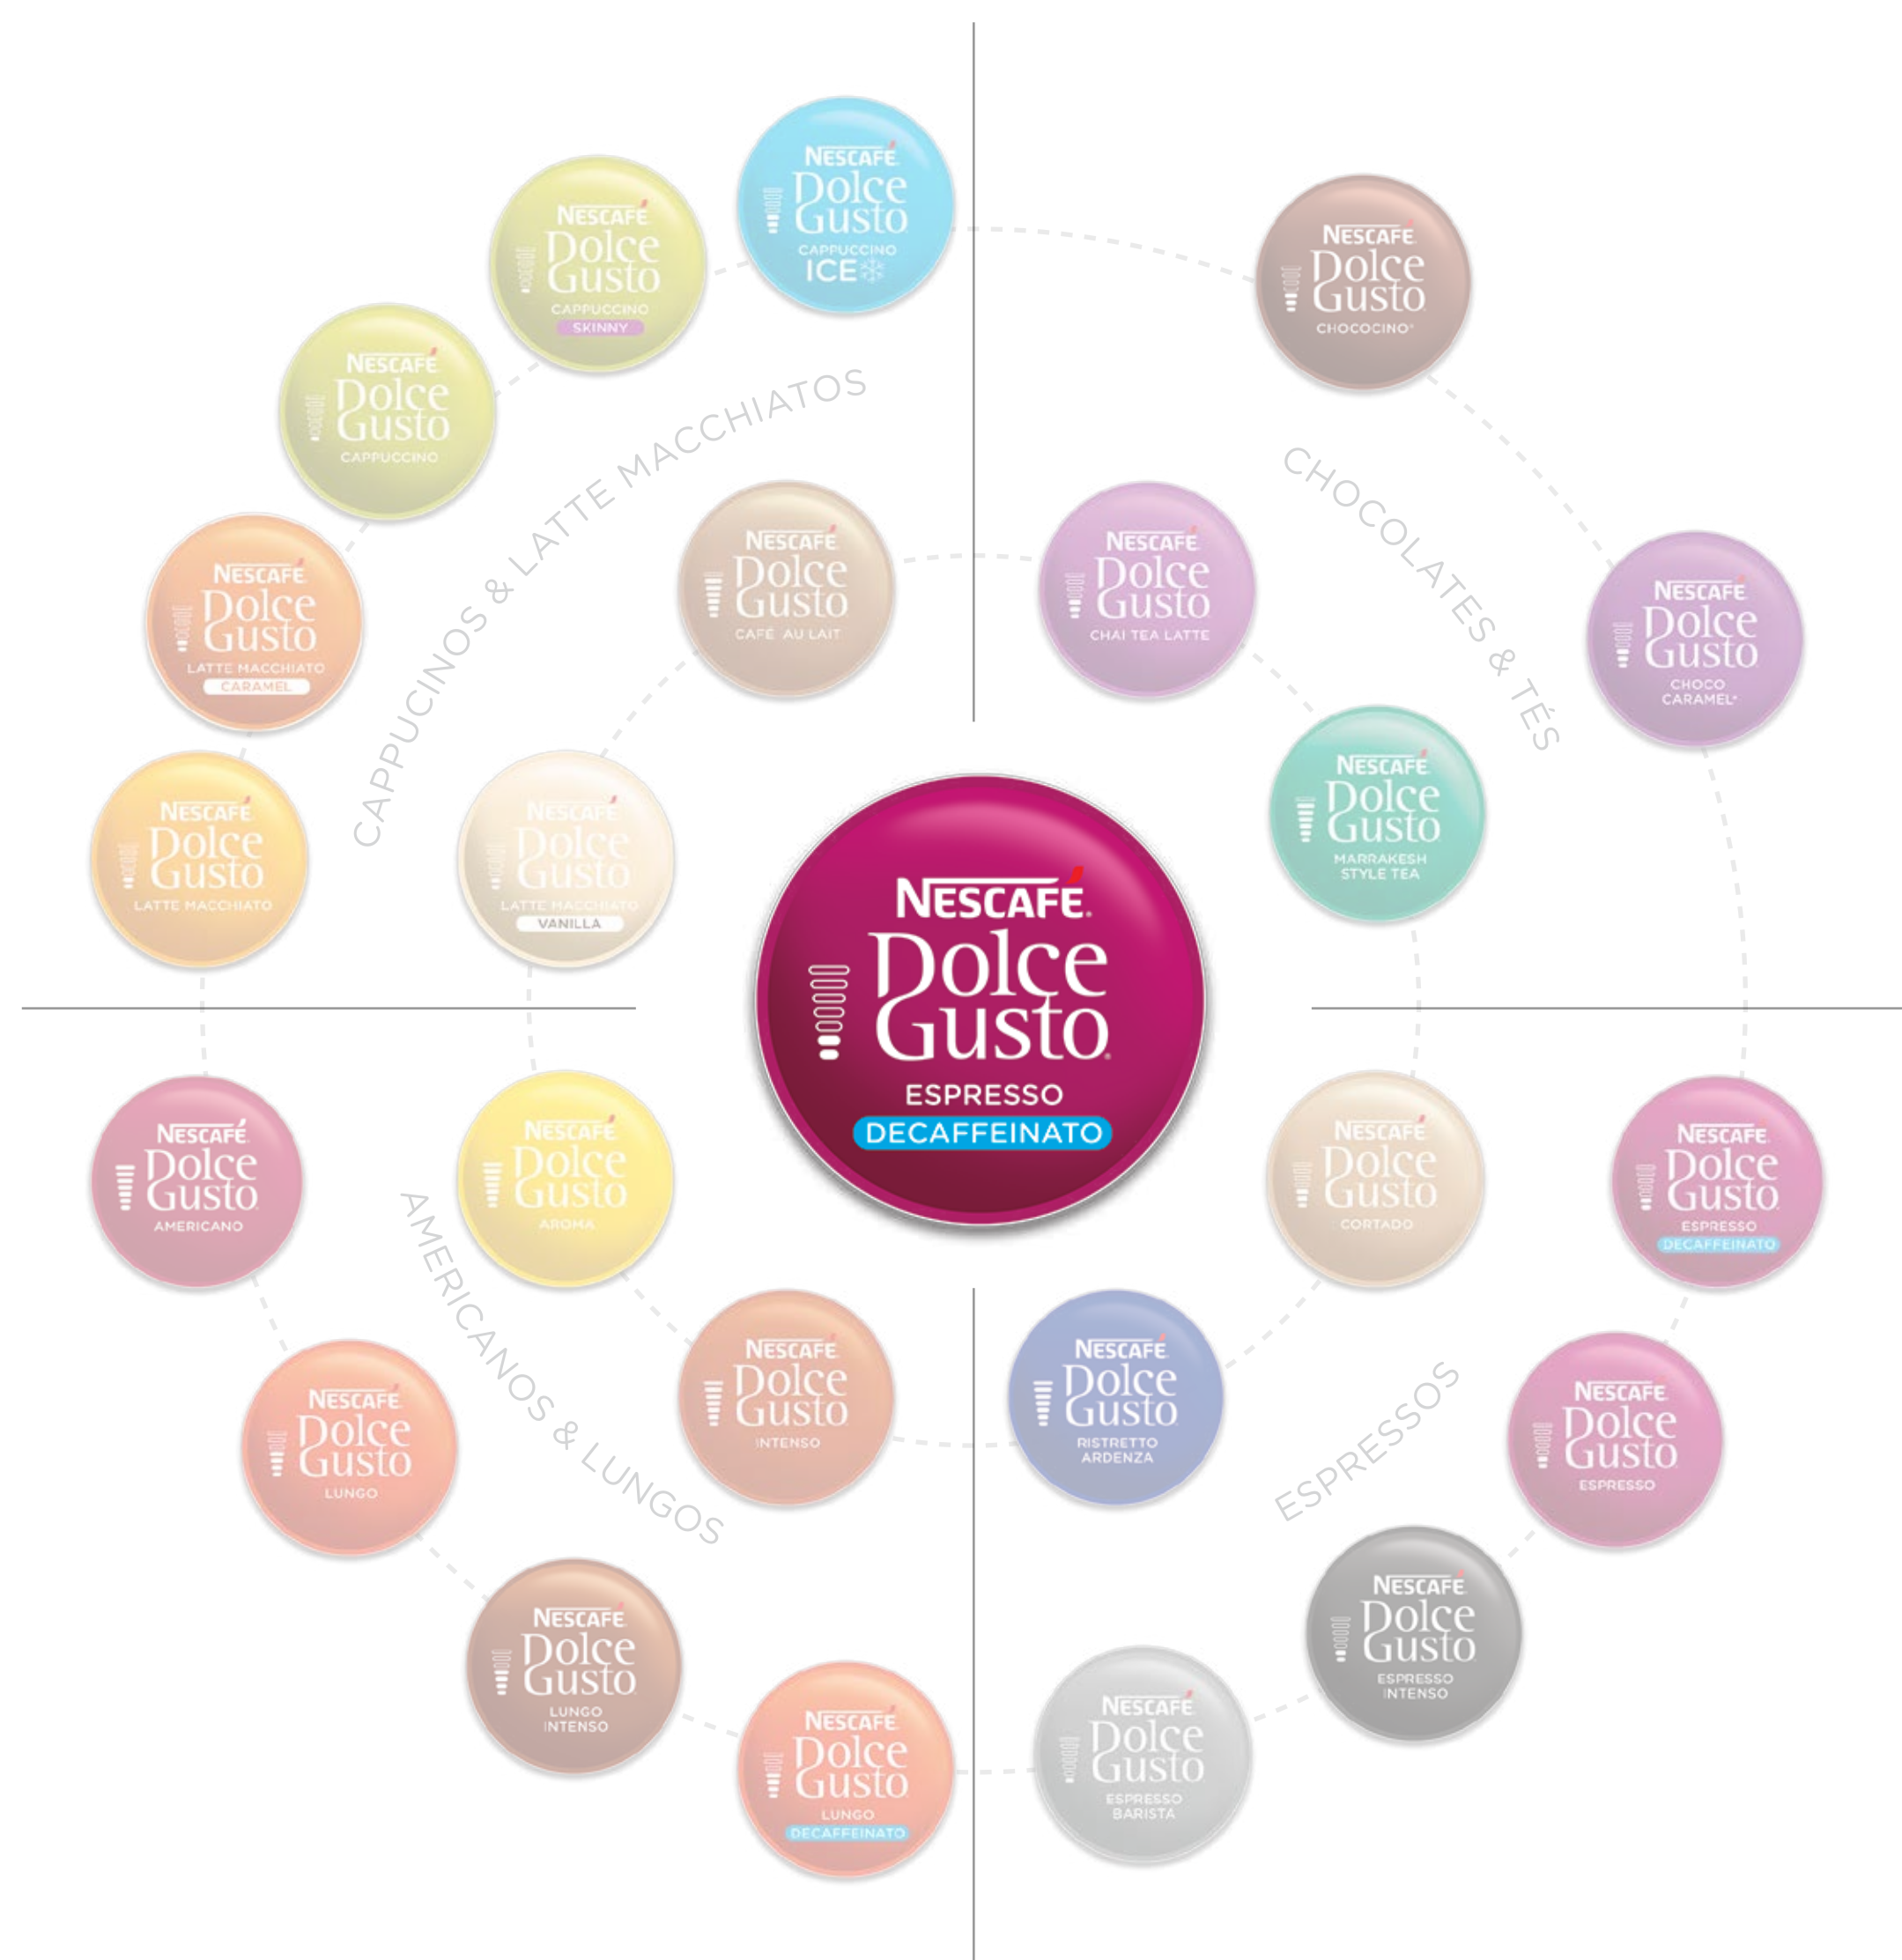 NESCAFÉ
Dolce
Gusto
CAPPUCCINO
ICE
NESCAFÉ
Dolce
Gusto
CAPPUCCINO
SKINNY
NESCAFÉ
Dolce
Gusto
CAPPUCCINO
NESCAFÉ
Dolce
Gusto
LATTE MACCHIATO
CARAMEL
NESCAFÉ
Dolce
Gusto
LATTE MACCHIATO
CAPPUCINOS & LATTE MACCHIATOS
NESCAFÉ
Dolce
Gusto
CAFÉ AU LAIT
NESCAFÉ
Dolce
Gusto
LATTE MACCHIATO
VANILLA
NESCAFÉ
Dolce
Gusto
CHOCOCINO®
CHOCOLATES & TÉS
NESCAFÉ
Dolce
Gusto
CHAI TEA LATTE
NESCAFÉ
Dolce
Gusto
CHOCO
CARAMEL*
NESCAFÉ
Dolce
Gusto
MARRAKESH
STYLE TEA
NESCAFÉ®
Dolce
Gusto®
ESPRESSO
DECAFFEINATO
NESCAFÉ
Dolce
Gusto
AMERICANO
NESCAFÉ
Dolce
Gusto
AROMA
AMERICANOS & LUNGOS
NESCAFÉ
Dolce
Gusto
LUNGO
NESCAFÉ
Dolce
Gusto
INTENSO
NESCAFÉ
Dolce
Gusto
LUNGO
INTENSO
NESCAFÉ
Dolce
Gusto
LUNGO
DECAFFEINATO
NESCAFÉ
Dolce
Gusto
CORTADO
NESCAFÉ
Dolce
Gusto
ESPRESSO
DECAFFEINATO
NESCAFÉ
Dolce
Gusto
RISTRETTO
ARDENZA
ESPRESSOS
NESCAFÉ
Dolce
Gusto
ESPRESSO
NESCAFÉ
Dolce
Gusto
ESPRESSO
INTENSO
NESCAFÉ
Dolce
Gusto
ESPRESSO
BARISTA